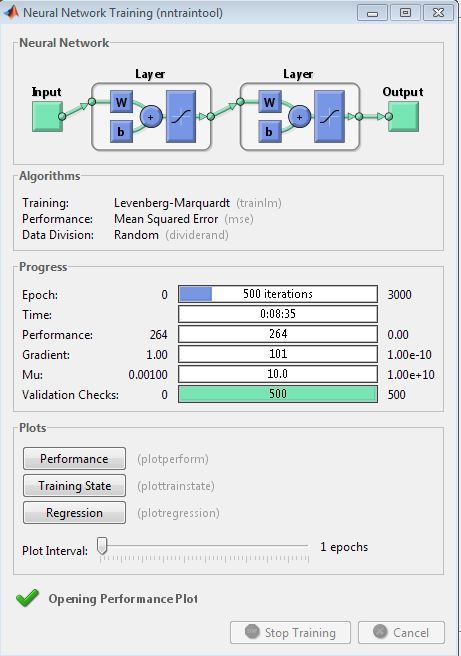 Neural Network Training (nntraintool)
Neural Network
Layer Layer
Input Output
W W
b b
+ +
Algorithms
Training: Levenberg-Marquardt (trainlm)
Performance: Mean Squared Error (mse)
Data Division: Random (dividerand)
Progress
Epoch: 0 500 iterations 3000
Time: 0:08:35
Performance: 264 264 0.00
Gradient: 1.00 101 1.00e-10
Mu: 0.00100 10.0 1.00e+10
Validation Checks: 0 500 500
Plots
Performance (plotperform)
Training State (plottrainstate)
Regression (plotregression)
Plot Interval: 1 epochs
Opening Performance Plot
Stop Training Cancel